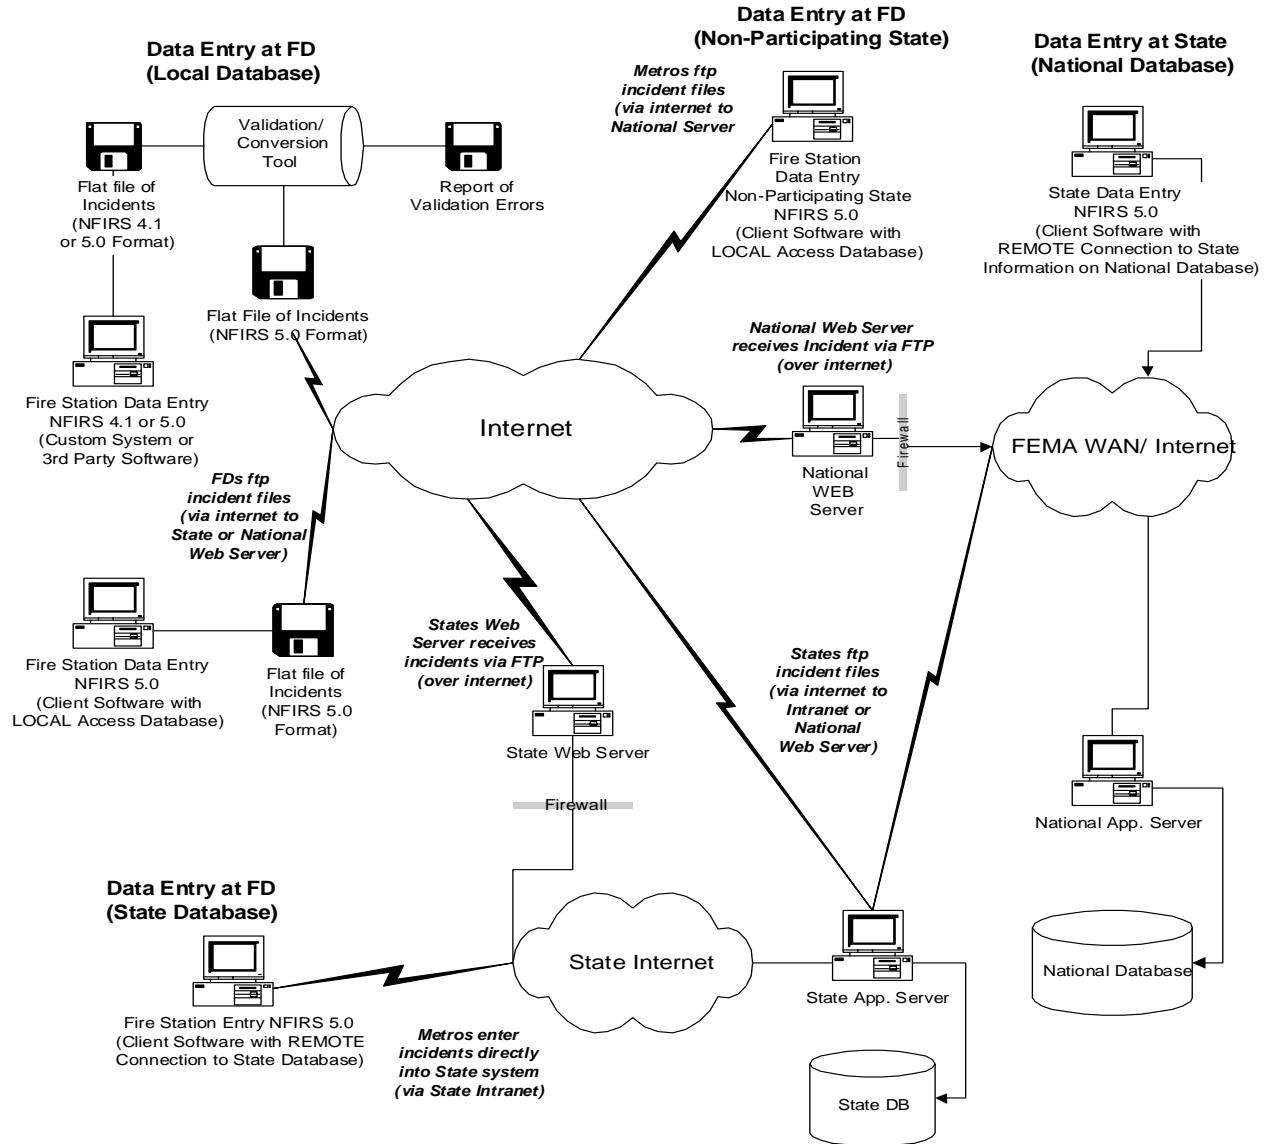 Data Entry at FD
(Local Database)
Data Entry at FD
(Non-Participating State)
Data Entry at State
(National Database)
Metros ftp
incident files
(via internet to
National Server
Validation/
Conversion
Tool
Flat file of
Incidents
(NFIRS 4.1
or 5.0 Format)
Report of
Validation Errors
Fire Station
Data Entry
Non-Participating State
NFIRS 5.0
(Client Software with
LOCAL Access Database)
State Data Entry
NFIRS 5.0
(Client Software with
REMOTE Connection to State
Information on National Database)
Flat File of Incidents
(NFIRS 5.0 Format)
National Web Server
receives Incident via FTP
(over internet)
Fire Station Data Entry
NFIRS 4.1 or 5.0
(Custom System or
3rd Party Software)
Internet
Firewall
National
WEB
Server
FEMA WAN/ Internet
FDs ftp
incident files
(via internet to
State or National
Web Server)
States Web
Server receives
incidents via FTP
(over internet)
States ftp
incident files
(via internet to
Intranet or
National
Web Server)
Fire Station Data Entry
NFIRS 5.0
(Client Software with
LOCAL Access Database)
Flat file of
Incidents
(NFIRS 5.0
Format)
State Web Server
Firewall
National App. Server
Data Entry at FD
(State Database)
State Internet
State App. Server
National Database
Fire Station Entry NFIRS 5.0
(Client Software with REMOTE
Connection to State Database)
Metros enter
incidents directly
into State system
(via State Intranet)
State DB